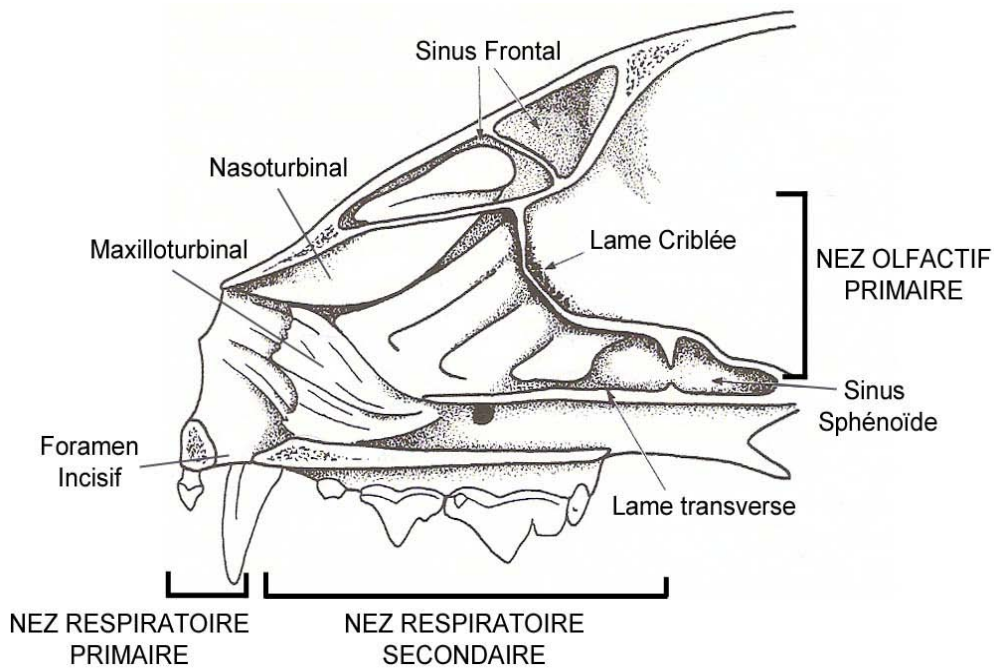 Sinus Frontal
Nasoturbinal
Maxilloturbinal
Lame Criblée
NEZ OLFACTIF
PRIMAIRE
Sinus
Sphénoïde
Foramen
Incisif
Lame transverse
NEZ RESPIRATOIRE
PRIMAIRE
NEZ RESPIRATOIRE
SECONDAIRE